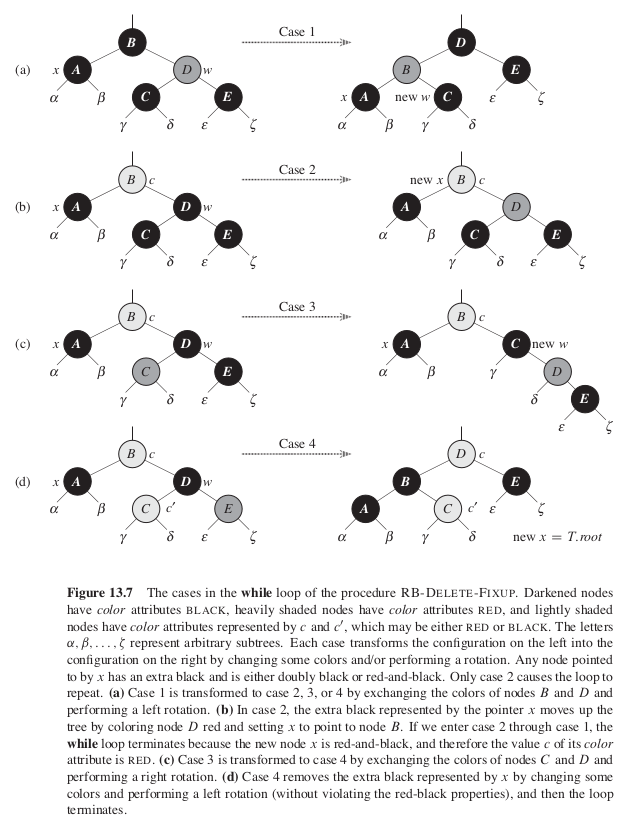 Case 1
B
D
x A
D w
B
E
(a)
α
β
C
E
x A
new w C
ε
ζ
γ
δ
ε
ζ
α
β
γ
δ
Case 2
B c
new x B c
(b)
x A
D w
A
D
α
β
C
E
α
β
C
E
γ
δ
ε
ζ
γ
δ
ε
ζ
Case 3
B c
B c
(c)
x A
D w
x A
C new w
α
β
C
E
α
β
γ
D
γ
δ
ε
ζ
δ
E
ε
ζ
Case 4
B c
D c
(d)
x A
D w
B
E
α
β
C c′
E
A
C c′
ε
ζ
γ
δ
ε
ζ
α
β
γ
δ
new x = T.root
Figure 13.7 The cases in the while loop of the procedure RB-DELETE-FIXUP. Darkened nodes
have color attributes BLACK, heavily shaded nodes have color attributes RED, and lightly shaded
nodes have color attributes represented by c and c′, which may be either RED or BLACK. The letters
α, β, . . . , ζ represent arbitrary subtrees. Each case transforms the configuration on the left into the
configuration on the right by changing some colors and/or performing a rotation. Any node pointed
to by x has an extra black and is either doubly black or red-and-black. Only case 2 causes the loop to
repeat. (a) Case 1 is transformed to case 2, 3, or 4 by exchanging the colors of nodes B and D and
performing a left rotation. (b) In case 2, the extra black represented by the pointer x moves up the
tree by coloring node D red and setting x to point to node B. If we enter case 2 through case 1, the
while loop terminates because the new node x is red-and-black, and therefore the value c of its color
attribute is RED. (c) Case 3 is transformed to case 4 by exchanging the colors of nodes C and D and
performing a right rotation. (d) Case 4 removes the extra black represented by x by changing some
colors and performing a left rotation (without violating the red-black properties), and then the loop
terminates.